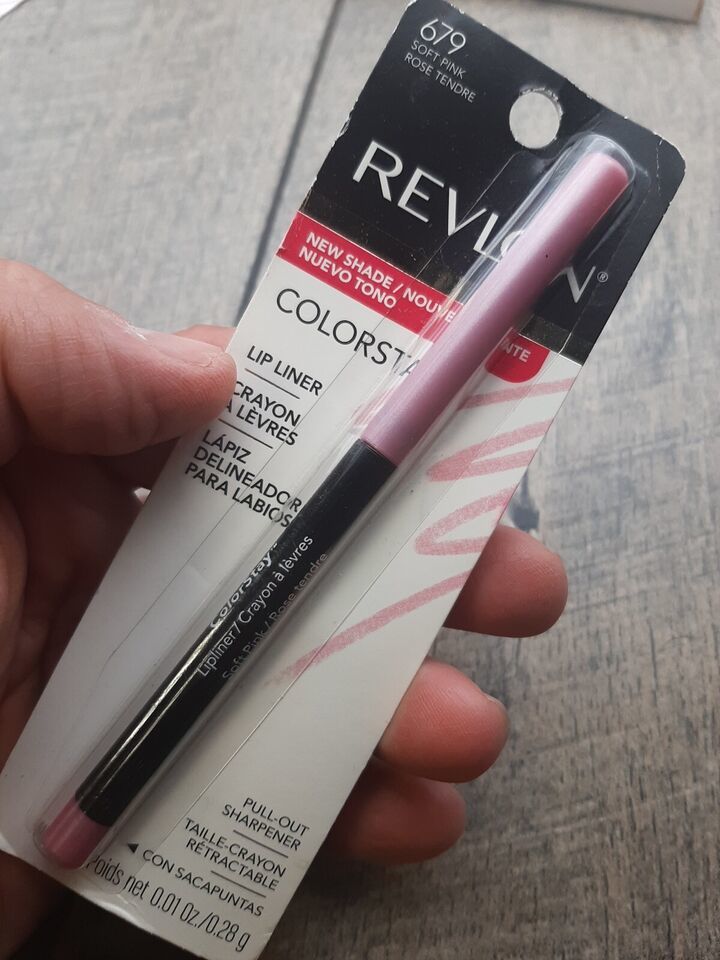 679
SOFT PINK
ROSE TENDRE
REVLON®
NEW SHADE / NOUVE
NUEVO TONO
NTE
COLORSTA
LIP LINER
CRAYON
À LÈVRES
LÁPIZ
DELINEADOR
PARA LABIOS
ColorStay
Lipliner / Crayon à lèvres
Soft Pink / Rose tendre
PULL-OUT
SHARPENER
TAILLE-CRAYON
RÉTRACTABLE
CON SACAPUNTAS
Poids net 0.01 Oz./0.28 g